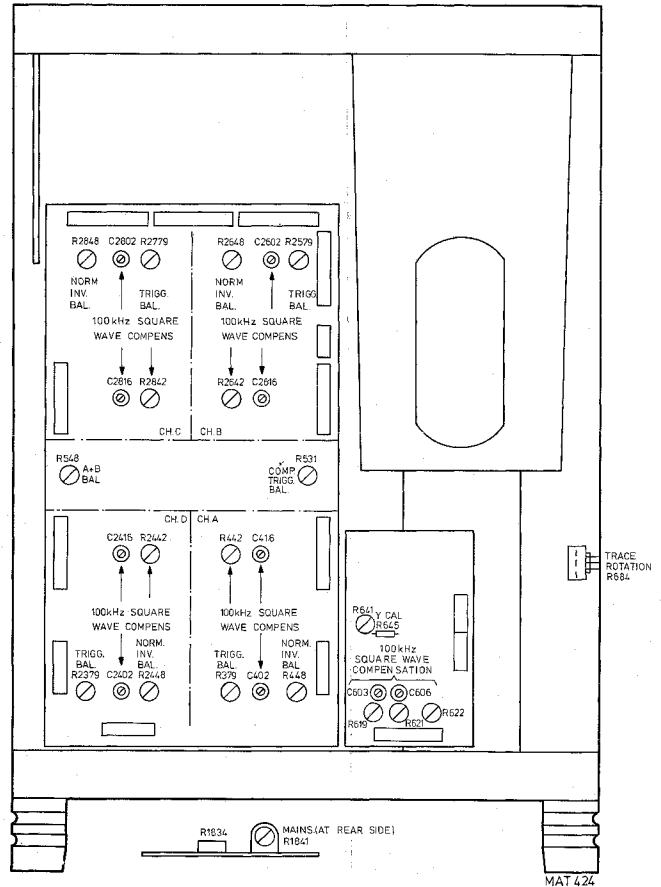 R2848 C2802 R2779
NORM
INV.
BAL.
TRIGG.
BAL.
100kHz SQUARE
WAVE COMPENS
C2816 R2842
CH.C
R2648 C2602 R2579
NORM
INV.
BAL.
TRIGG.
BAL.
100kHz SQUARE
WAVE COMPENS
R2642 C2616
CH.B
R548
A+B
BAL
R531
COMP
TRIGG.
BAL.
CH.D
C2416 R2442
100kHz SQUARE
WAVE COMPENS
TRIGG.
BAL.
NORM.
INV.
BAL.
R2379 C2402 R2448
CH.A
R442 C416
100kHz SQUARE
WAVE COMPENS
TRIGG.
BAL.
NORM.
INV.
BAL
R379 C402 R448
R641 Y CAL
R645
100kHz
SQUARE WAVE
COMPENSATION
C603 C606
R619 R621 R622
TRACE
ROTATION
R684
R1834
MAINS.(AT REAR SIDE)
R1841
MAT 424